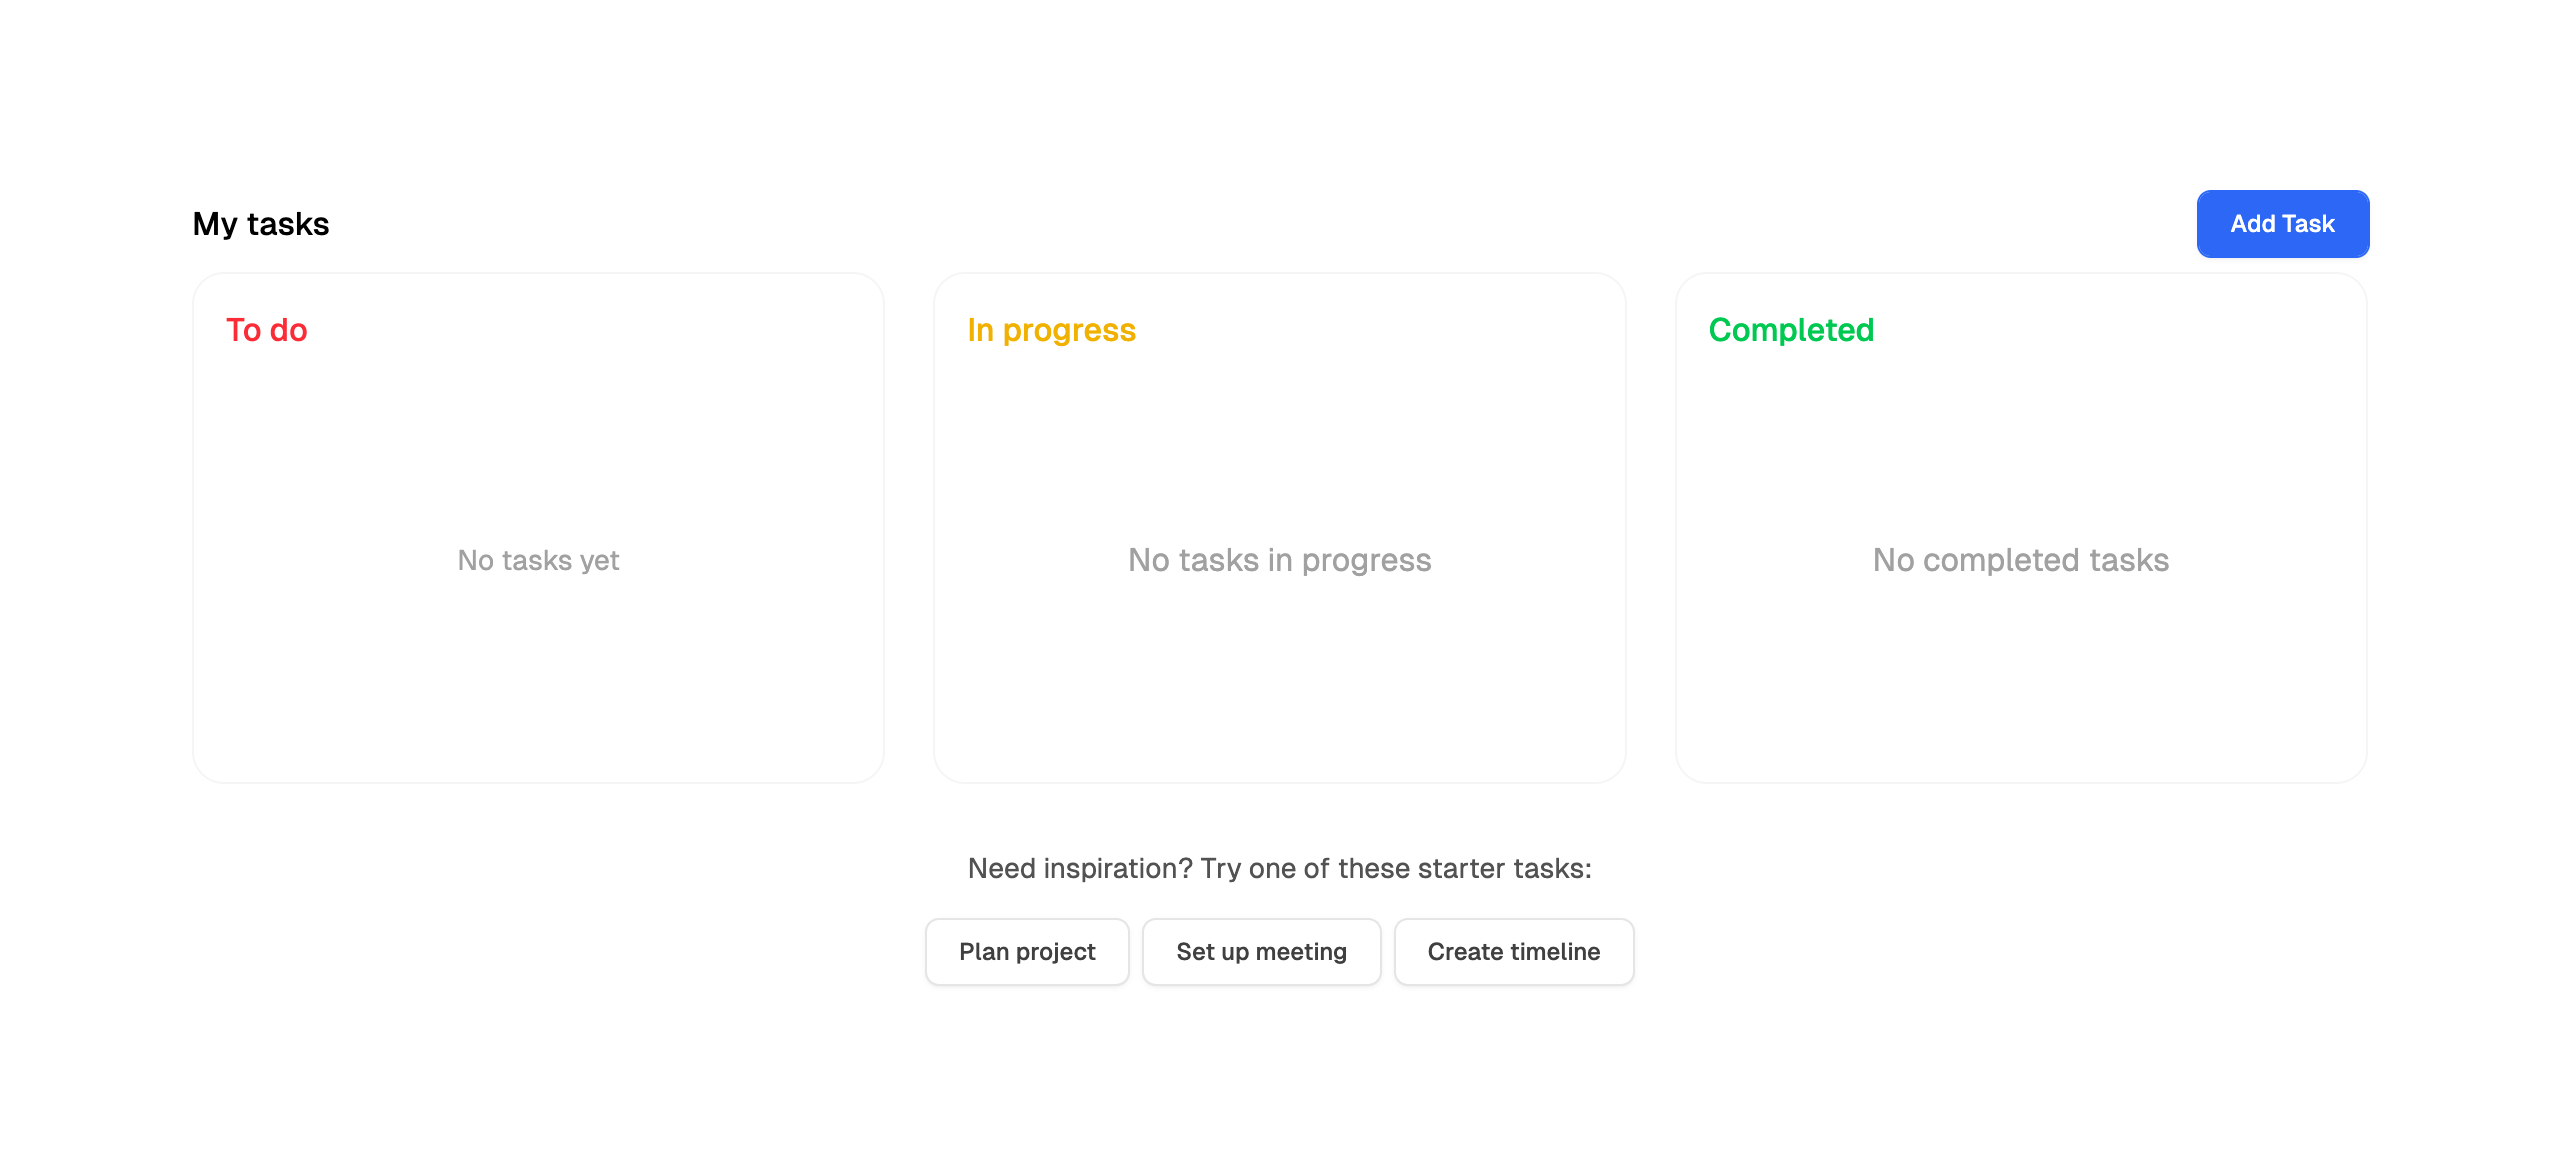 My tasks
Add Task
To do
No tasks yet
In progress
No tasks in progress
Completed
No completed tasks
Need inspiration? Try one of these starter tasks:
Plan project
Set up meeting
Create timeline